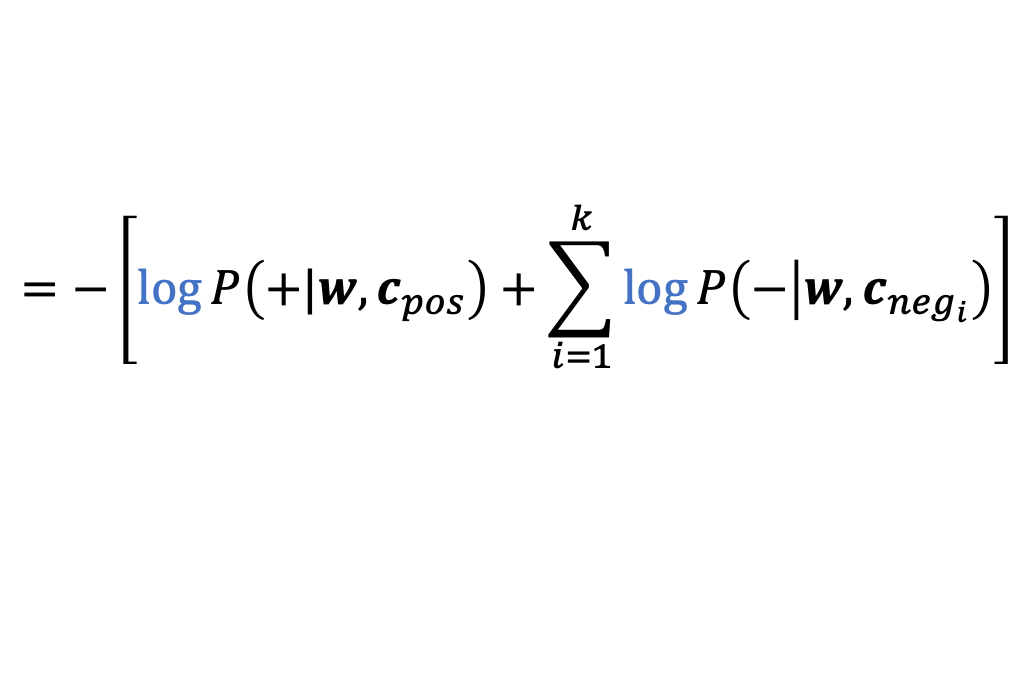 = − [log P(+|w, c_pos) + ∑_{i=1}^{k} log P(−|w, c_{neg_i})]